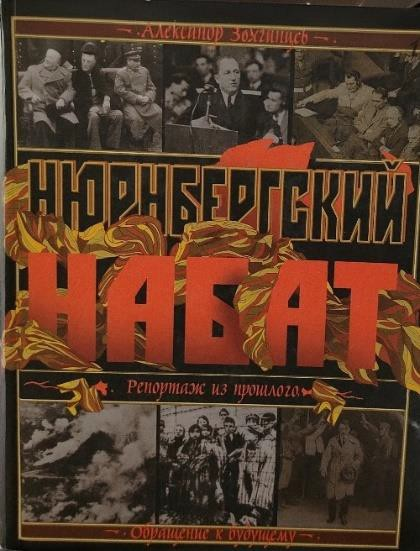 Александр Звягинцев
НЮРНБЕРГСКИЙ
НАБАТ
Репортаж из прошлого.
Обращение к будущему